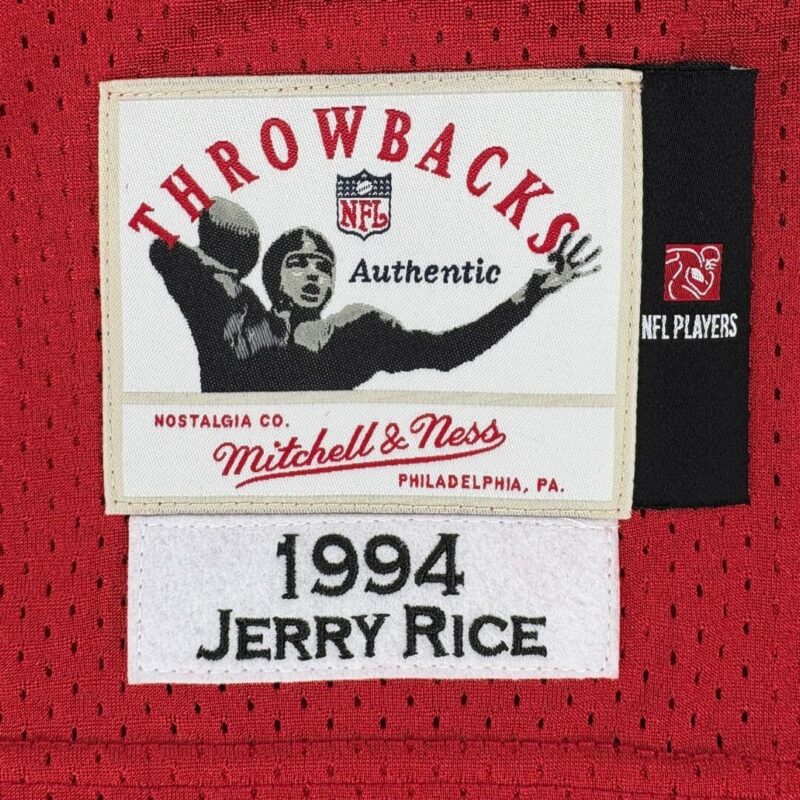 THROWBACKS
NFL
Authentic
NFL PLAYERS
NOSTALGIA CO.
Mitchell & Ness
PHILADELPHIA, PA.
1994
JERRY RICE